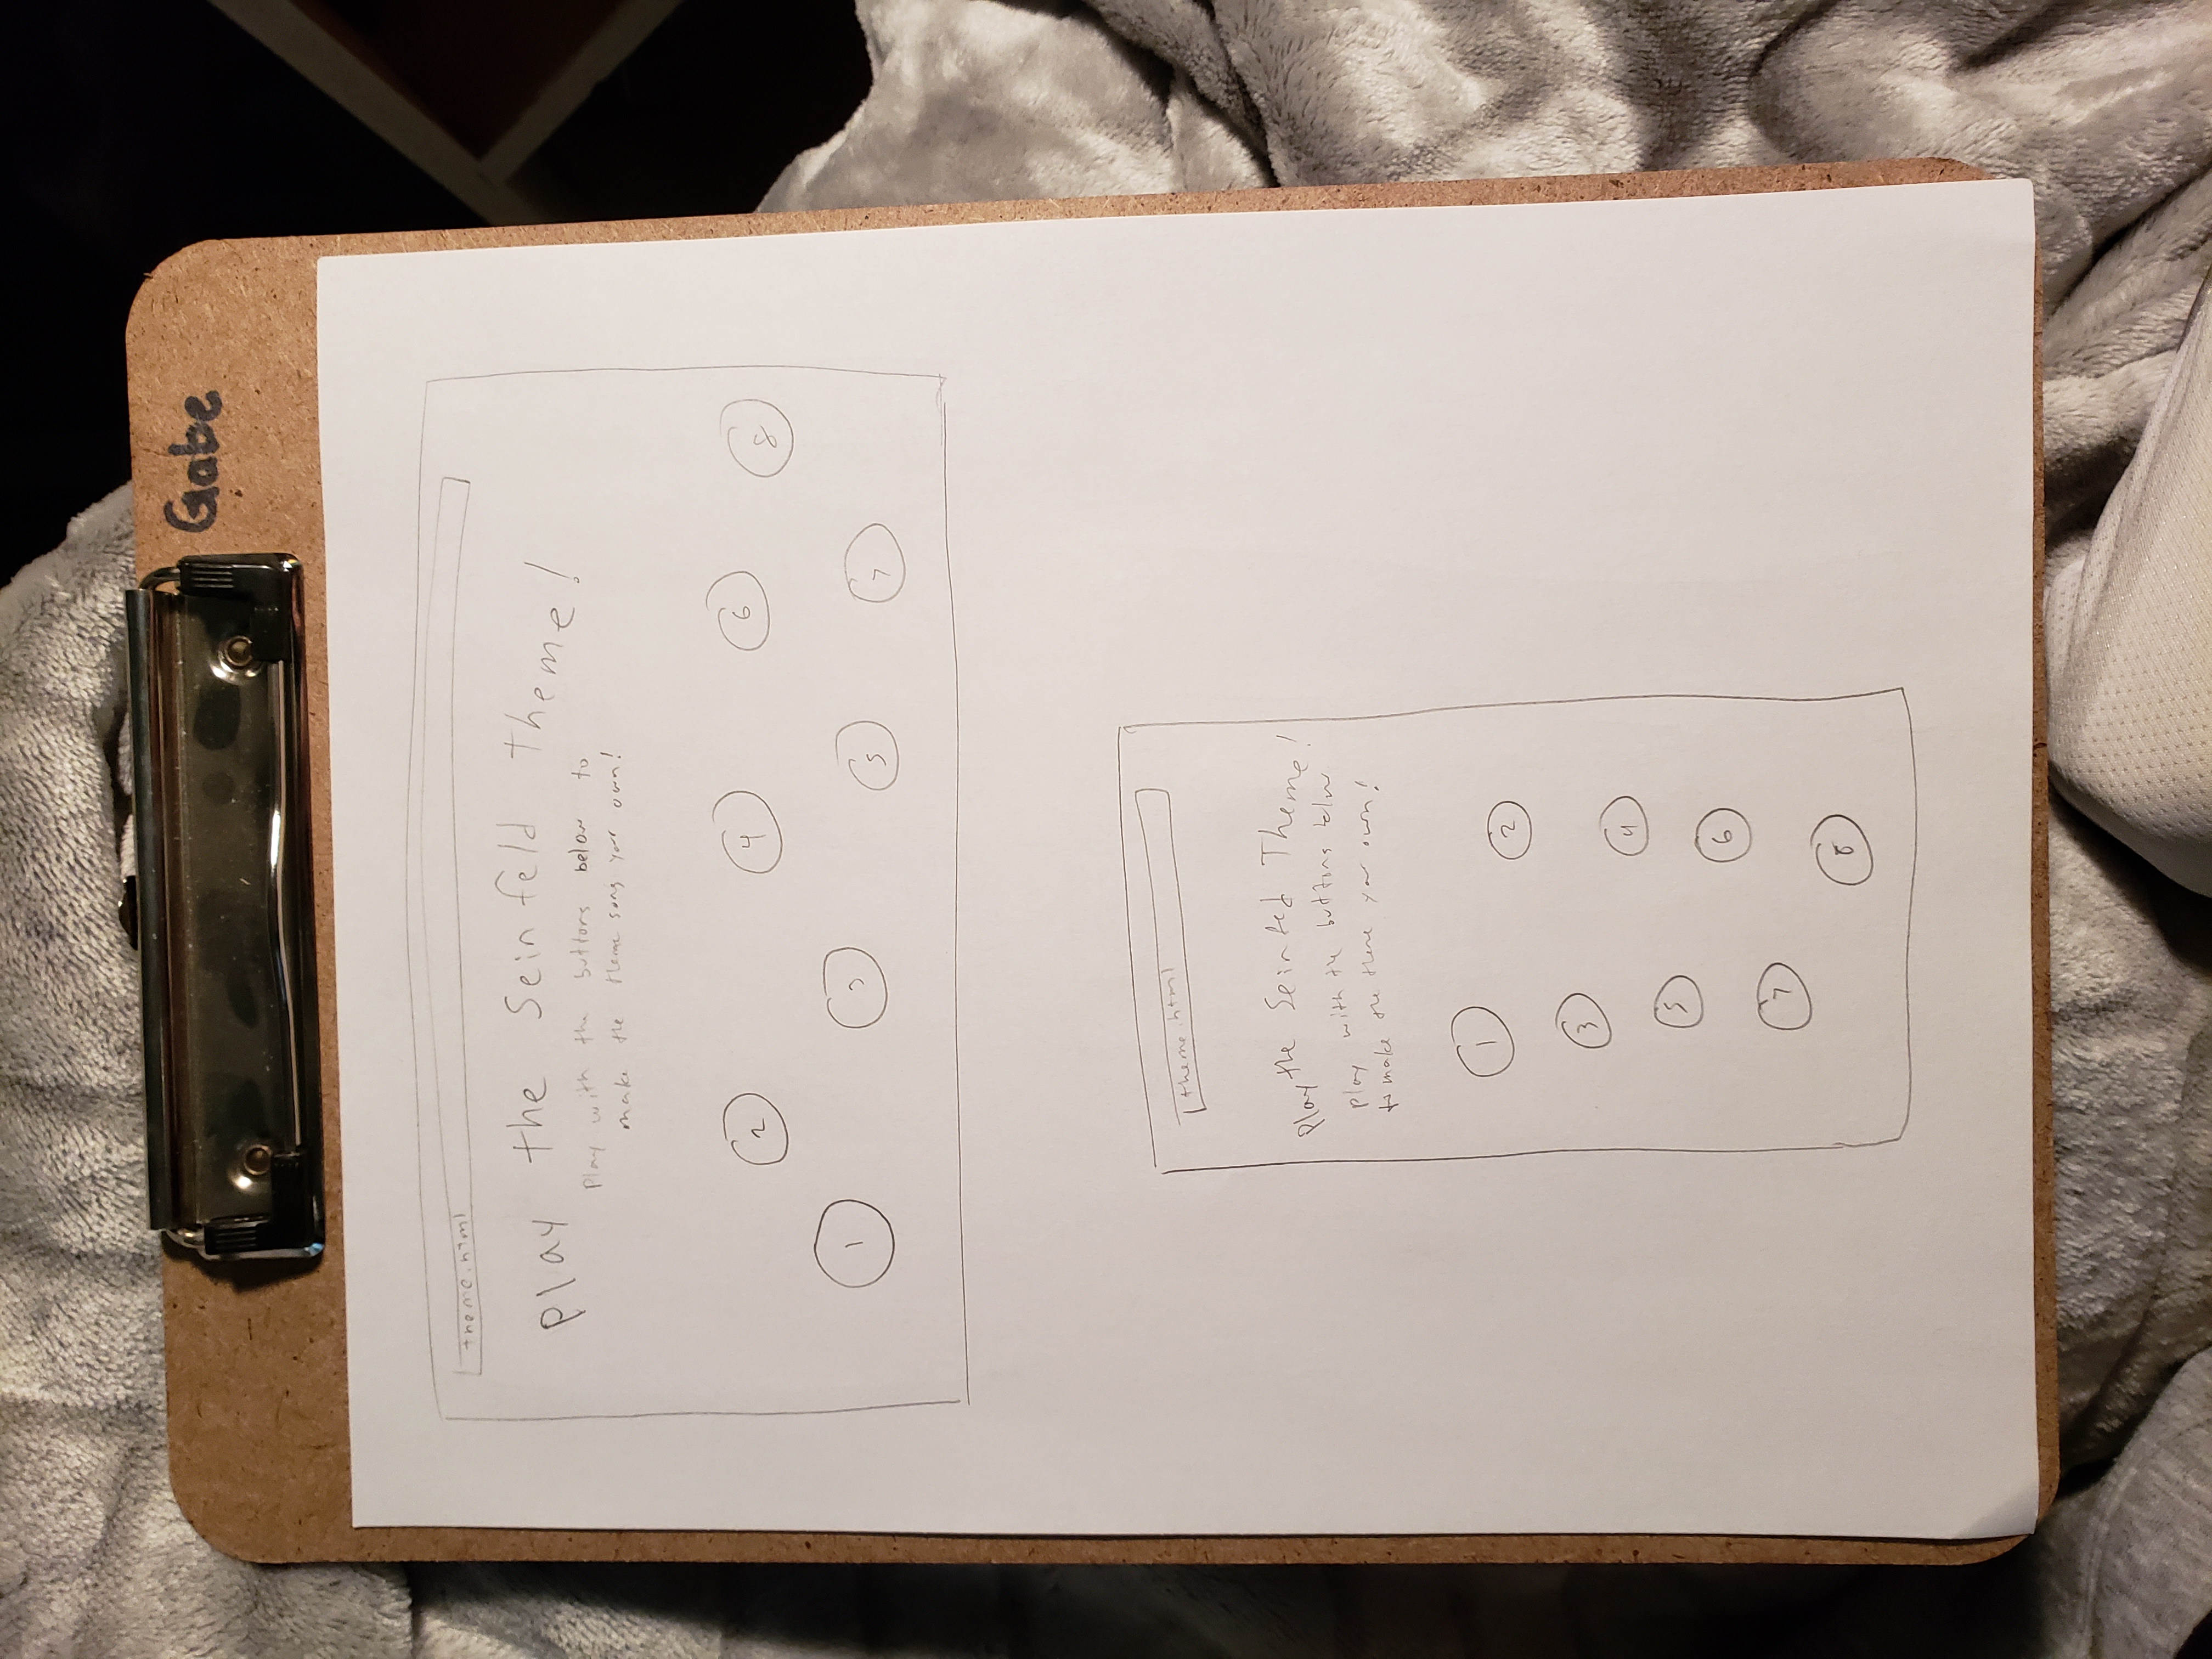 Gabe
theme.html
Play the Seinfeld Theme!
Play with the buttons below to
make the theme song your own!
2 4 6 8
1 3 5 7
theme.html
Play the Seinfeld Theme!
Play with the buttons below
to make the theme your own!
1
2
3
4
5
6
7
8